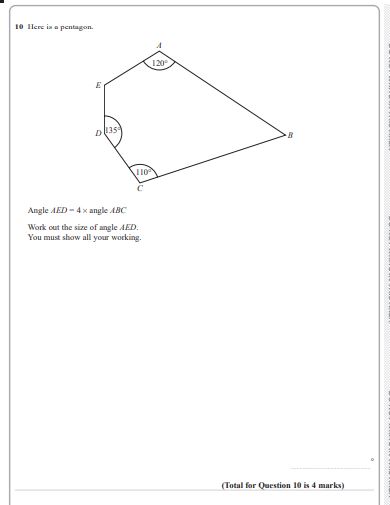 10 Here is a pentagon.
A
120°
E
D 135°
B
110°
C
Angle AED = 4 × angle ABC
Work out the size of angle AED.
You must show all your working.
°
(Total for Question 10 is 4 marks)